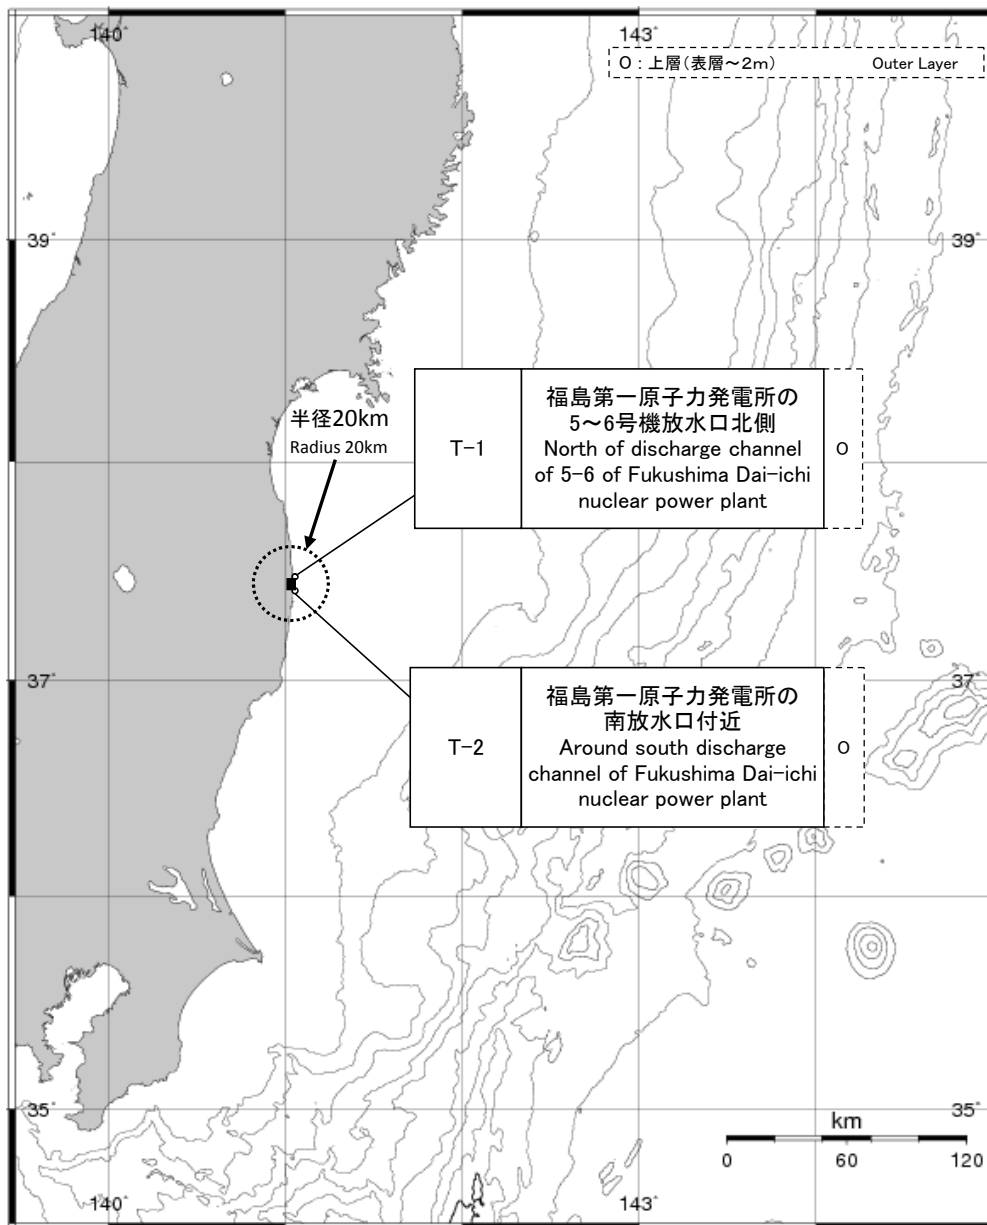 140°
143°
O : 上層(表層～2m) Outer Layer
39°
39°
半径20km
Radius 20km
T-1
福島第一原子力発電所の
5～6号機放水口北側
North of discharge channel
of 5-6 of Fukushima Dai-ichi
nuclear power plant
O
37°
37°
T-2
福島第一原子力発電所の
南放水口付近
Around south discharge
channel of Fukushima Dai-ichi
nuclear power plant
O
35°
35°
km
0 60 120
140°
143°